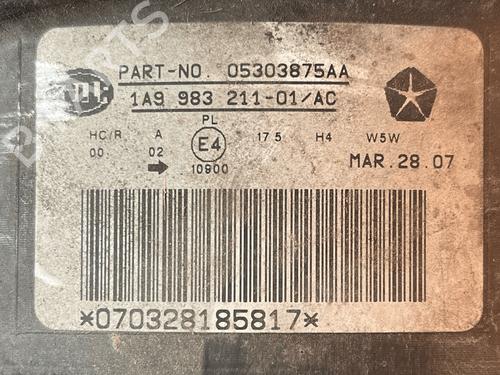 PART-NO. 05303875AA
1A9 983 211-01/AC
PL
HC/R A E4 17 5 H4 W5W
00 02 10900 MAR. 28. 07
*070328185817*